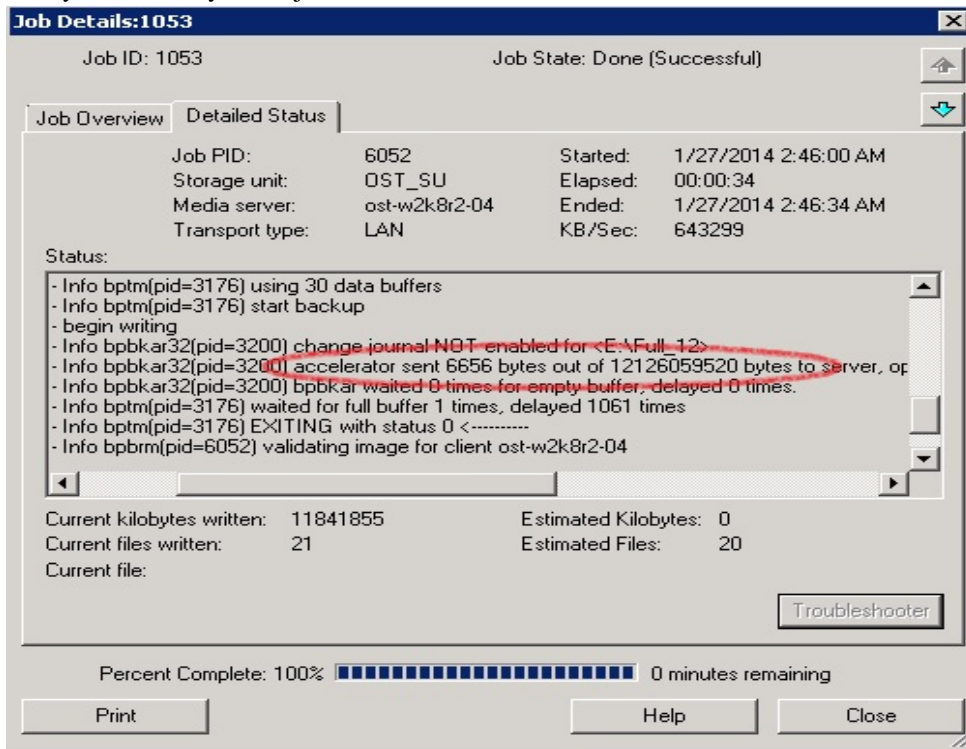 Job Details:1053
Job ID: 1053 Job State: Done (Successful)
Job Overview Detailed Status
Job PID: 6052 Started: 1/27/2014 2:46:00 AM
Storage unit: OST_SU Elapsed: 00:00:34
Media server: ost-w2k8r2-04 Ended: 1/27/2014 2:46:34 AM
Transport type: LAN KB/Sec: 643299
Status:
- Info bptm(pid=3176) using 30 data buffers
- Info bptm(pid=3176) start backup
- begin writing
- Info bpbkar32(pid=3200) change journal NOT enabled for <E:\Full_12>
- Info bpbkar32(pid=3200) accelerator sent 6656 bytes out of 12126059520 bytes to server, op
- Info bpbkar32(pid=3200) bpbkar waited 0 times for empty buffer, delayed 0 times.
- Info bptm(pid=3176) waited for full buffer 1 times, delayed 1061 times
- Info bptm(pid=3176) EXITING with status 0 <----------
- Info bpbrm(pid=6052) validating image for client ost-w2k8r2-04
Current kilobytes written: 11841855 Estimated Kilobytes: 0
Current files written: 21 Estimated Files: 20
Current file:
Troubleshooter
Percent Complete: 100% 0 minutes remaining
Print Help Close